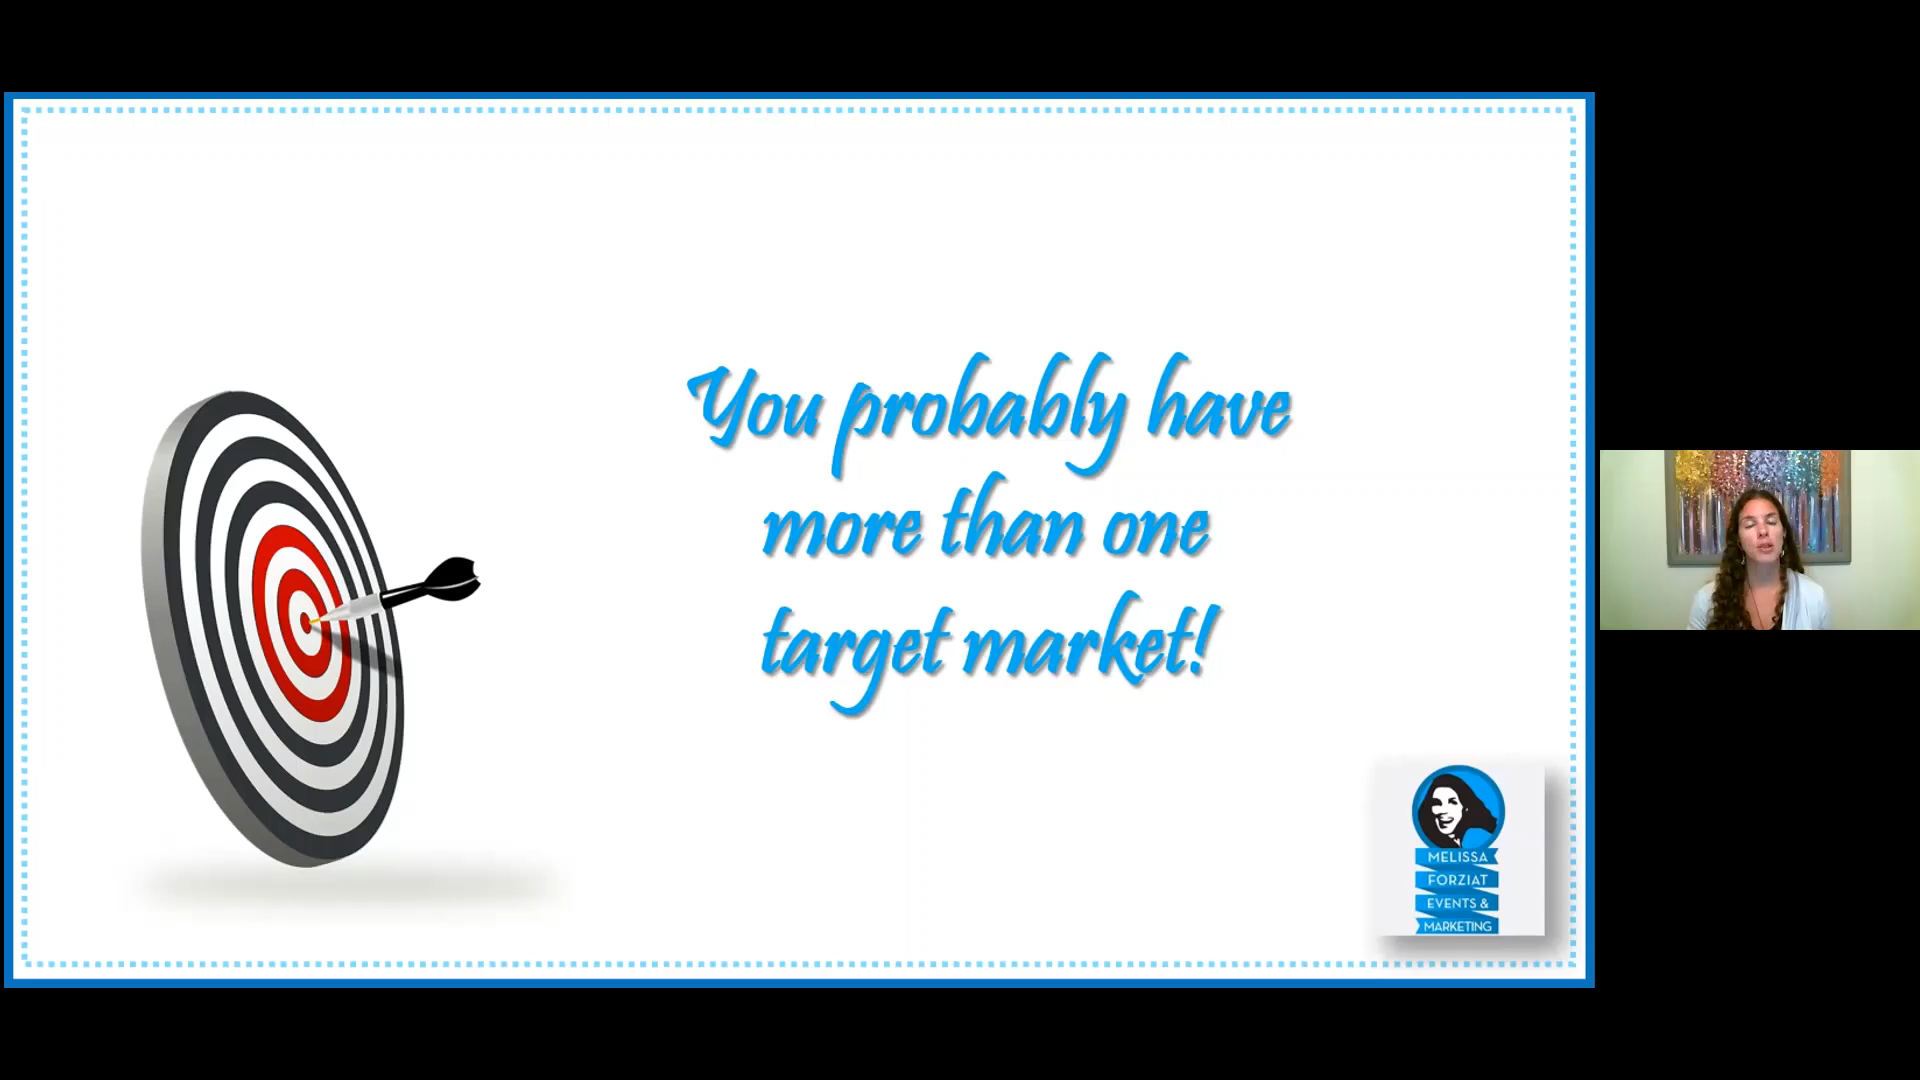 You probably have
more than one
target market!
MELISSA
FORZIAT
EVENTS &
MARKETING